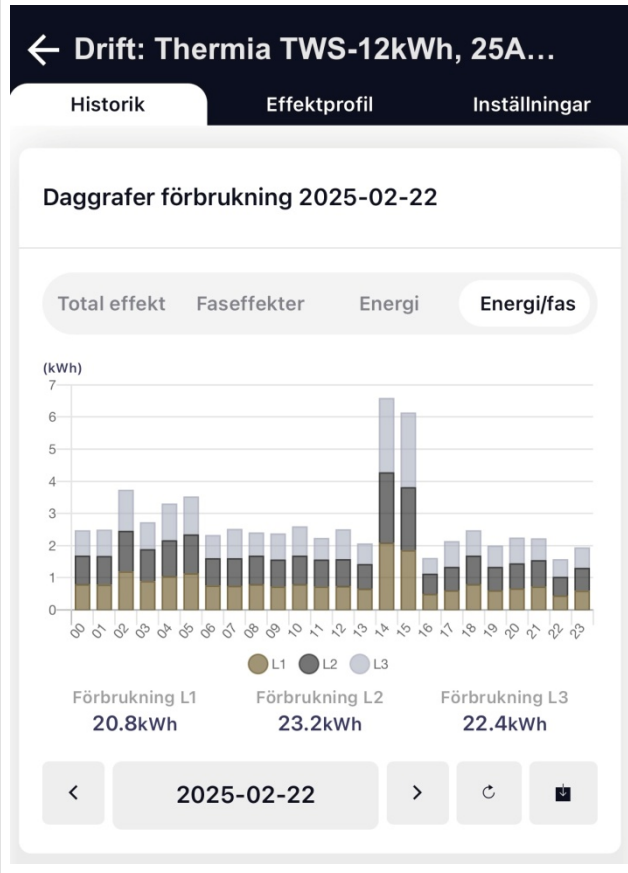 Drift: Thermia TWS-12kWh, 25A...
Historik Effektprofil Inställningar
Daggrafer förbrukning 2025-02-22
Total effekt Faseffekter Energi Energi/fas
(kWh)
7
6
5
4
3
2
1
0
00 01 02 03 04 05 06 07 08 09 10 11 12 13 14 15 16 17 18 19 20 21 22 23
L1 L2 L3
Förbrukning L1 Förbrukning L2 Förbrukning L3
20.8kWh 23.2kWh 22.4kWh
2025-02-22